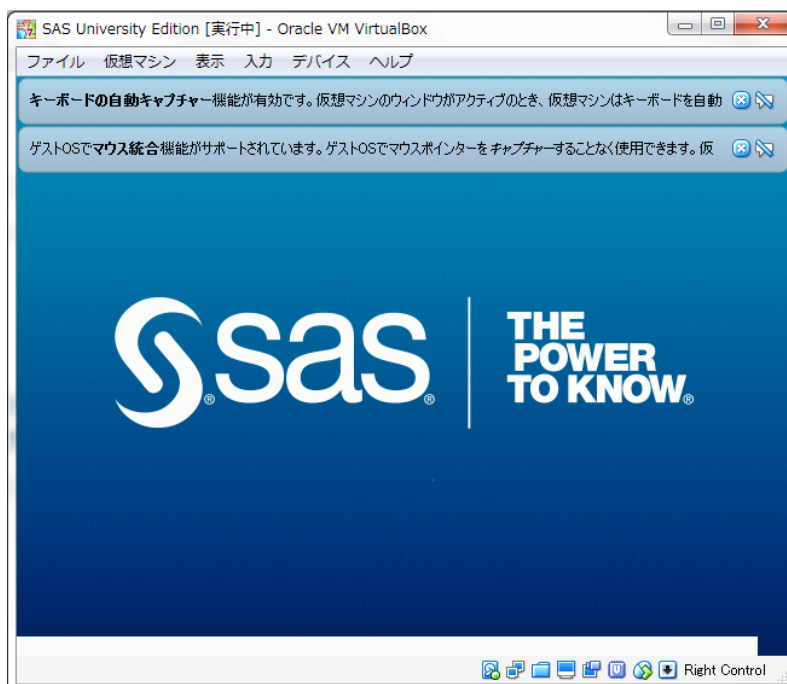 SAS University Edition [実行中] - Oracle VM VirtualBox
ファイル 仮想マシン 表示 入力 デバイス ヘルプ
キーボードの自動キャプチャー機能が有効です。仮想マシンのウィンドウがアクティブのとき、仮想マシンはキーボードを自動
ゲストOSでマウス統合機能がサポートされています。ゲストOSでマウスポインターをキャプチャーすることなく使用できます。仮
sas®
THE
POWER
TO KNOW®
Right Control